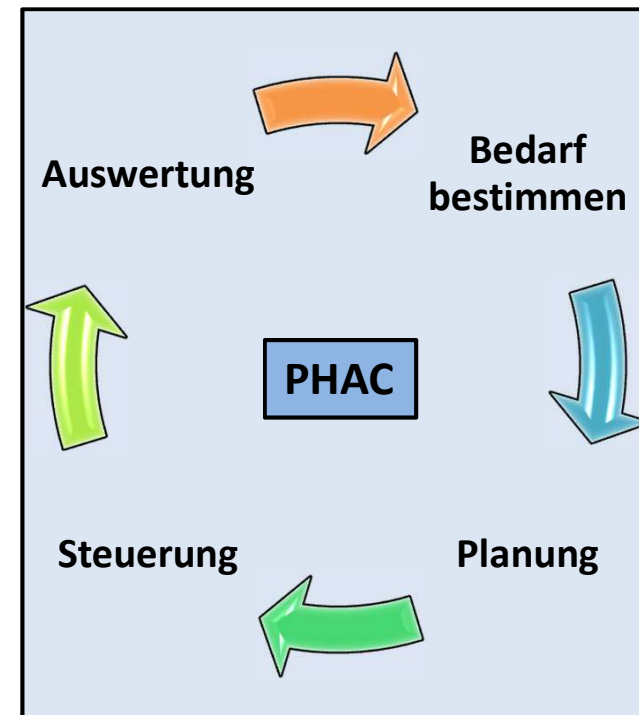 Auswertung
Bedarf
bestimmen
PHAC
Steuerung
Planung